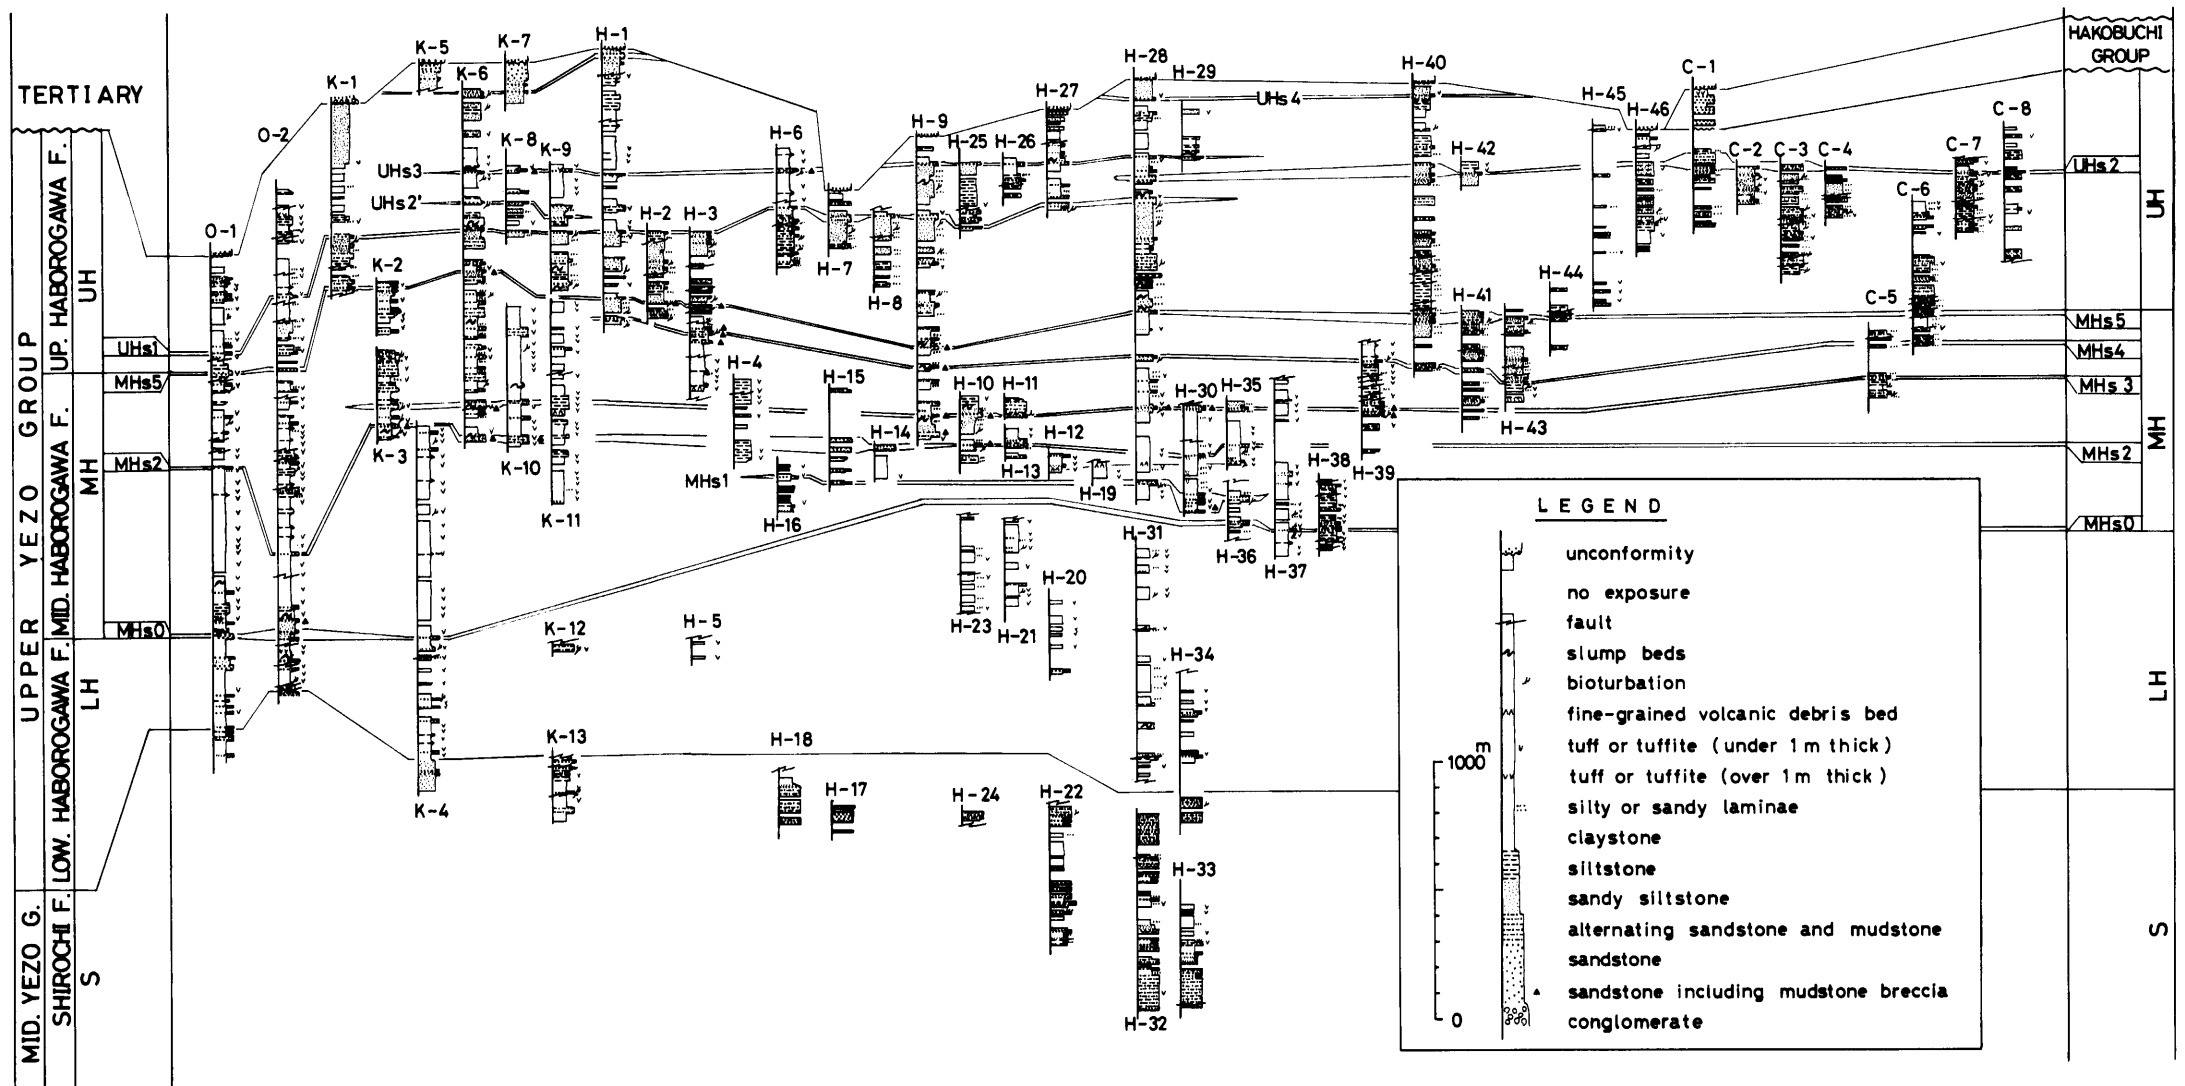 TERTIARY
UPPER YEZO GROUP
MID. YEZO G.
UP. HABOROGAWA F.
MID. HABOROGAWA F.
LOW. HABOROGAWA F.
SHIROCHI F.
UH
MH
LH
S
UHs1
MHs5
MHs2
MHs0
O-1
O-2
K-1
K-2
K-3
K-4
K-5
K-6
K-7
K-8
K-9
K-10
K-11
K-12
K-13
UHs3
UHs2'
H-1
H-2
H-3
H-4
H-5
H-6
H-7
H-8
H-9
H-10
H-11
H-12
H-13
H-14
H-15
H-16
MHs1
H-17
H-18
H-19
H-20
H-21
H-22
H-23
H-24
H-25
H-26
H-27
H-28
H-29
UHs4
H-30
H-31
H-32
H-33
H-34
H-35
H-36
H-37
H-38
H-39
H-40
H-41
H-42
H-43
H-44
H-45
H-46
C-1
C-2
C-3
C-4
C-5
C-6
C-7
C-8
HAKOBUCHI
GROUP
UHs2
MHs5
MHs4
MHs3
MHs2
MHs0
UH
MH
LH
S
LEGEND
unconformity
no exposure
fault
slump beds
bioturbation
fine-grained volcanic debris bed
tuff or tuffite (under 1m thick)
tuff or tuffite (over 1m thick)
silty or sandy laminae
claystone
siltstone
sandy siltstone
alternating sandstone and mudstone
sandstone
sandstone including mudstone breccia
conglomerate
1000 m
0